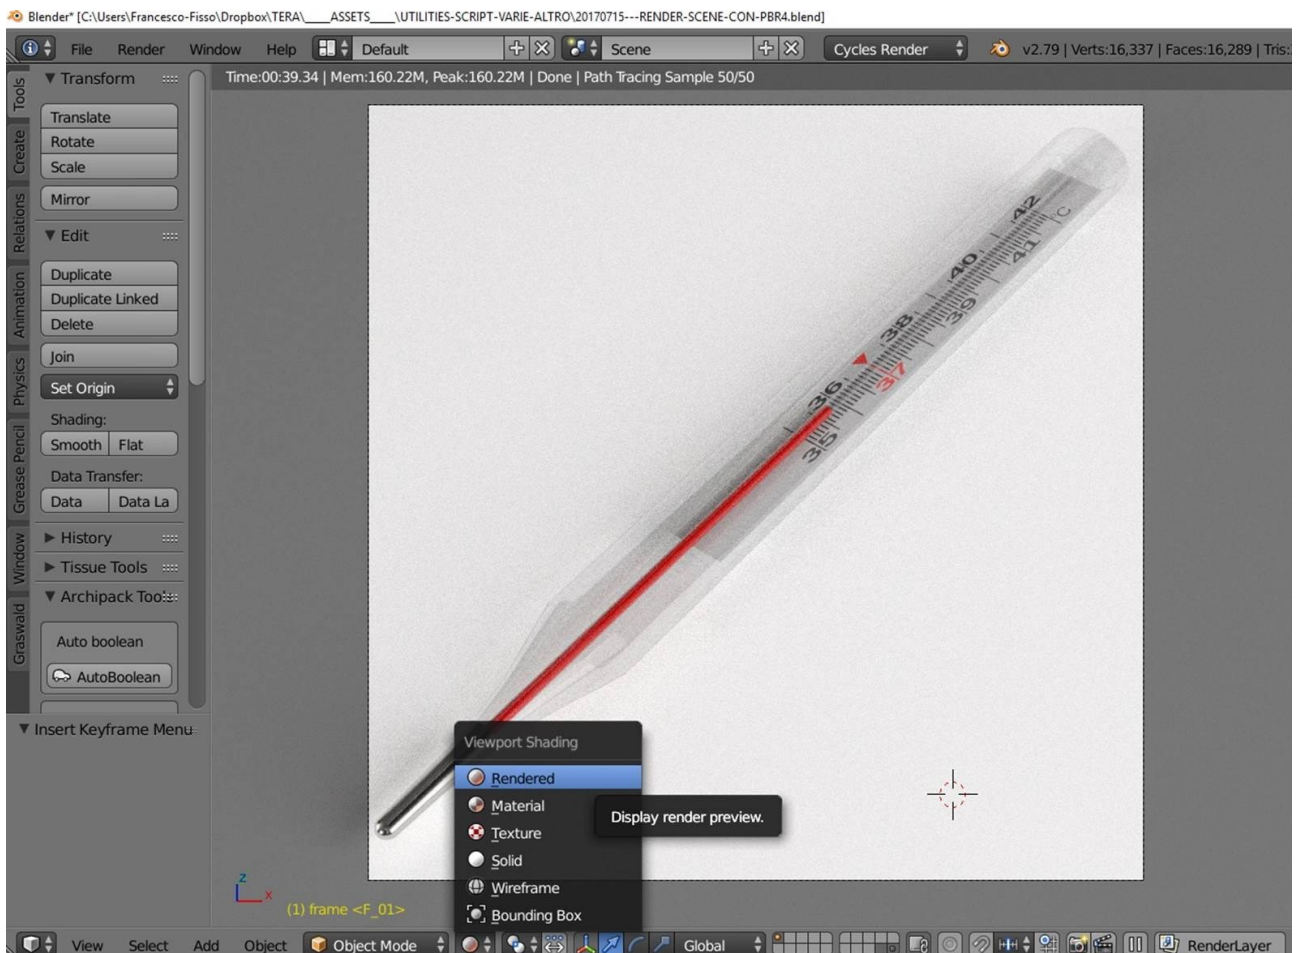 Blender* [C:\Users\Francesco-Fisso\Dropbox\TERA\____ASSETS____\UTILITIES-SCRIPT-VARIE-ALTRO\20170715---RENDER-SCENE-CON-PBR4.blend]
File Render Window Help Default Scene Cycles Render v2.79 | Verts:16,337 | Faces:16,289 | Tris:
Time:00:39.34 | Mem:160.22M, Peak:160.22M | Done | Path Tracing Sample 50/50
Tools
Create
Relations
Animation
Physics
Grease Pencil
Window
Graswald
Transform
Translate
Rotate
Scale
Mirror
Edit
Duplicate
Duplicate Linked
Delete
Join
Set Origin
Shading:
Smooth Flat
Data Transfer:
Data Data La
History
Tissue Tools
Archipack Tool
Auto boolean
AutoBoolean
Insert Keyframe Menu
42
°C
41
40
39
38
37
36
35
Viewport Shading
Rendered
Material
Texture
Solid
Wireframe
Bounding Box
Display render preview.
z
x
(1) frame <F_01>
View Select Add Object Object Mode Global RenderLayer